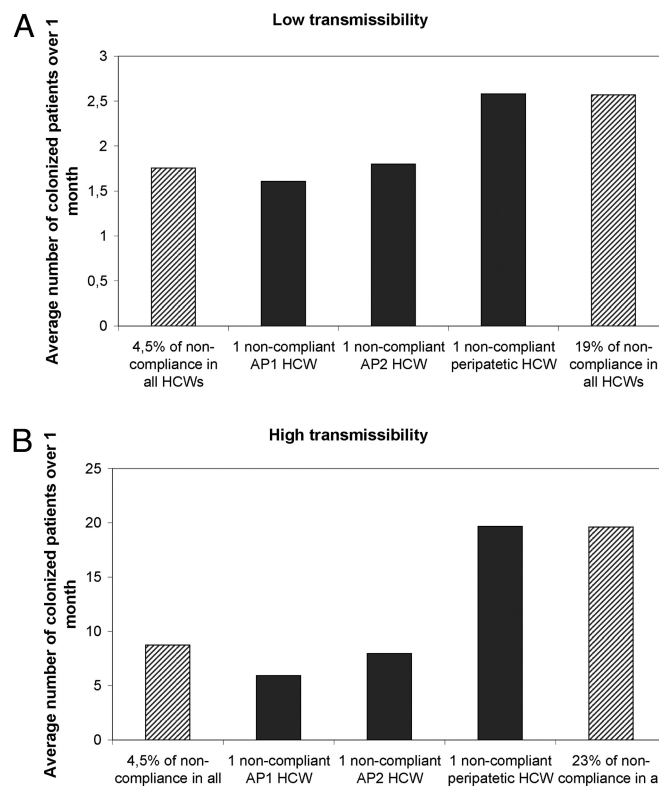 A
Low transmissibility
Average number of colonized patients over 1
month
3
2,5
2
1,5
1
0,5
0
4,5% of non-
compliance in
all HCWs
1 non-compliant
AP1 HCW
1 non-compliant
AP2 HCW
1 non-compliant
peripatetic HCW
19% of non-
compliance in
all HCWs
B
High transmissibility
Average number of colonized patients over 1
month
25
20
15
10
5
0
4,5% of non-
compliance in all
1 non-compliant
AP1 HCW
1 non-compliant
AP2 HCW
1 non-compliant
peripatetic HCW
23% of non-
compliance in a